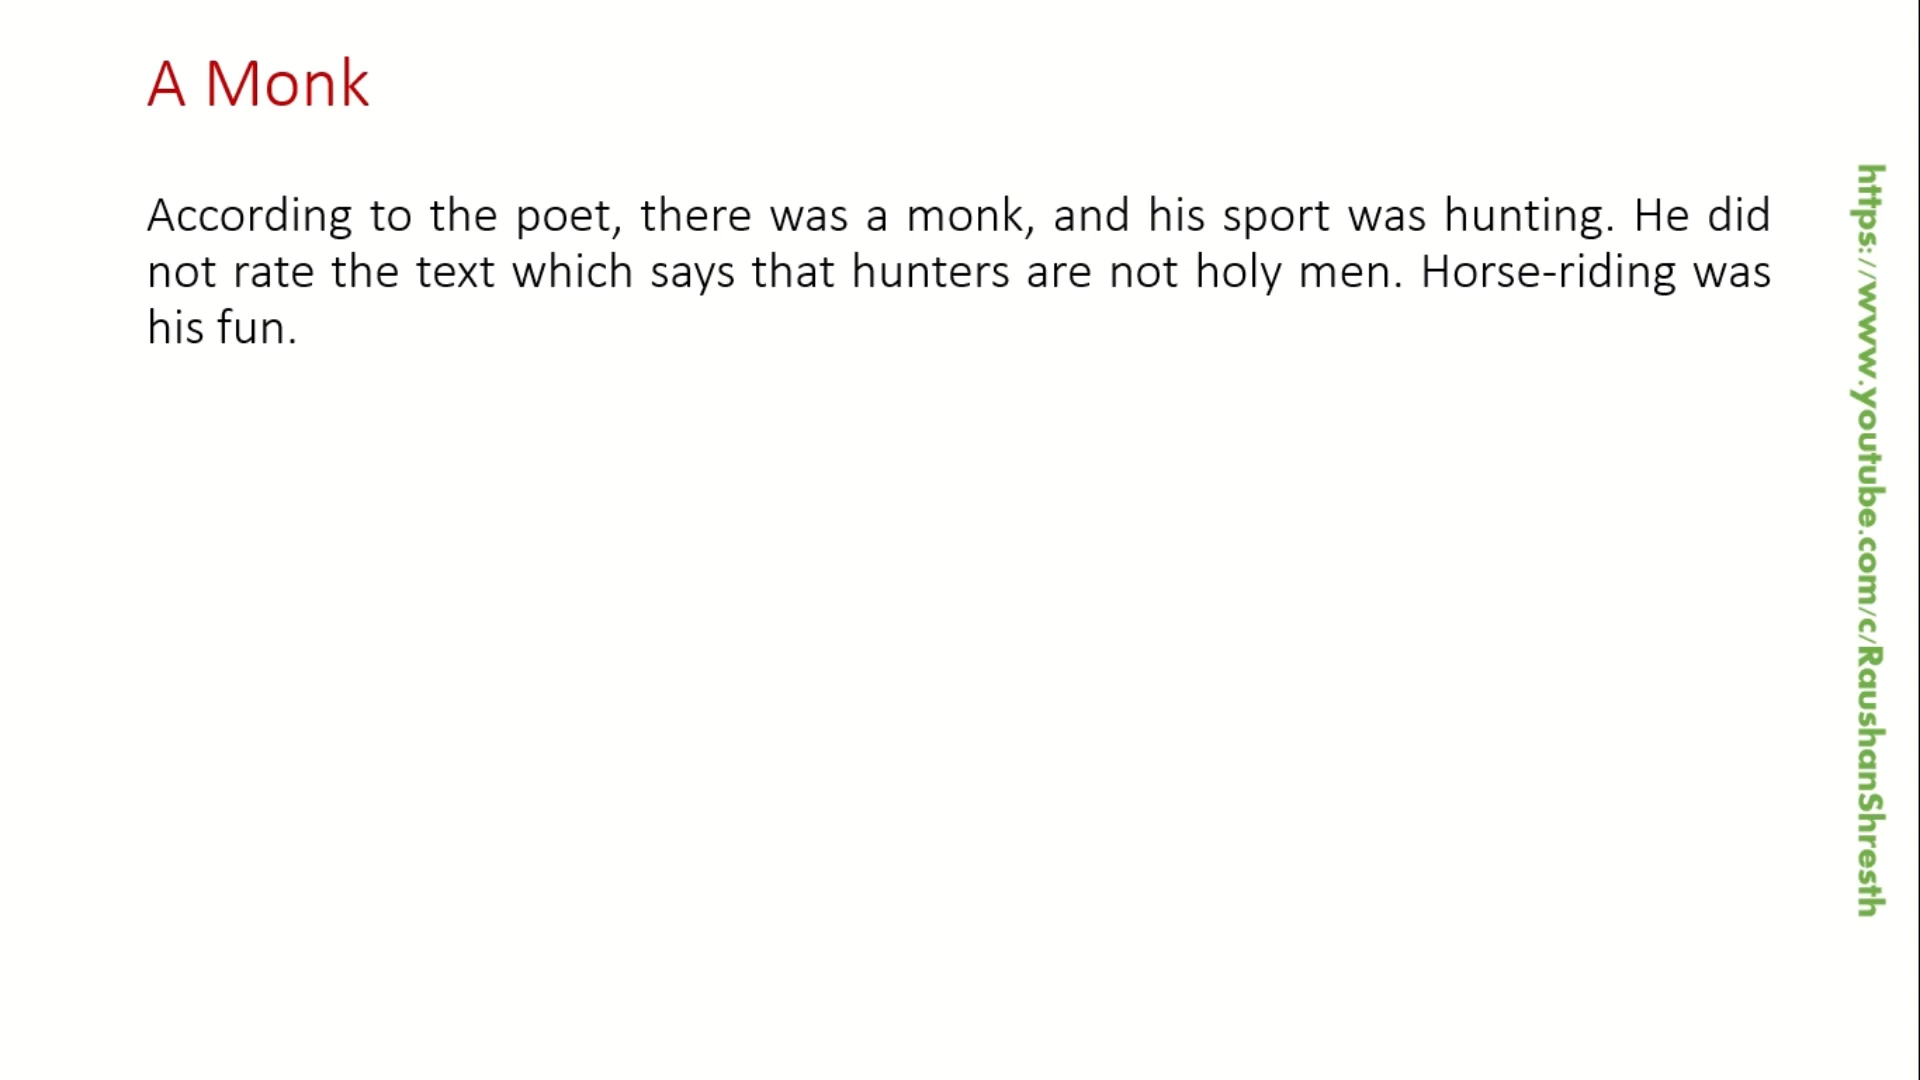 A Monk
According to the poet, there was a monk, and his sport was hunting. He did
not rate the text which says that hunters are not holy men. Horse-riding was
his fun.
https://www.youtube.com/c/RaushanShresth